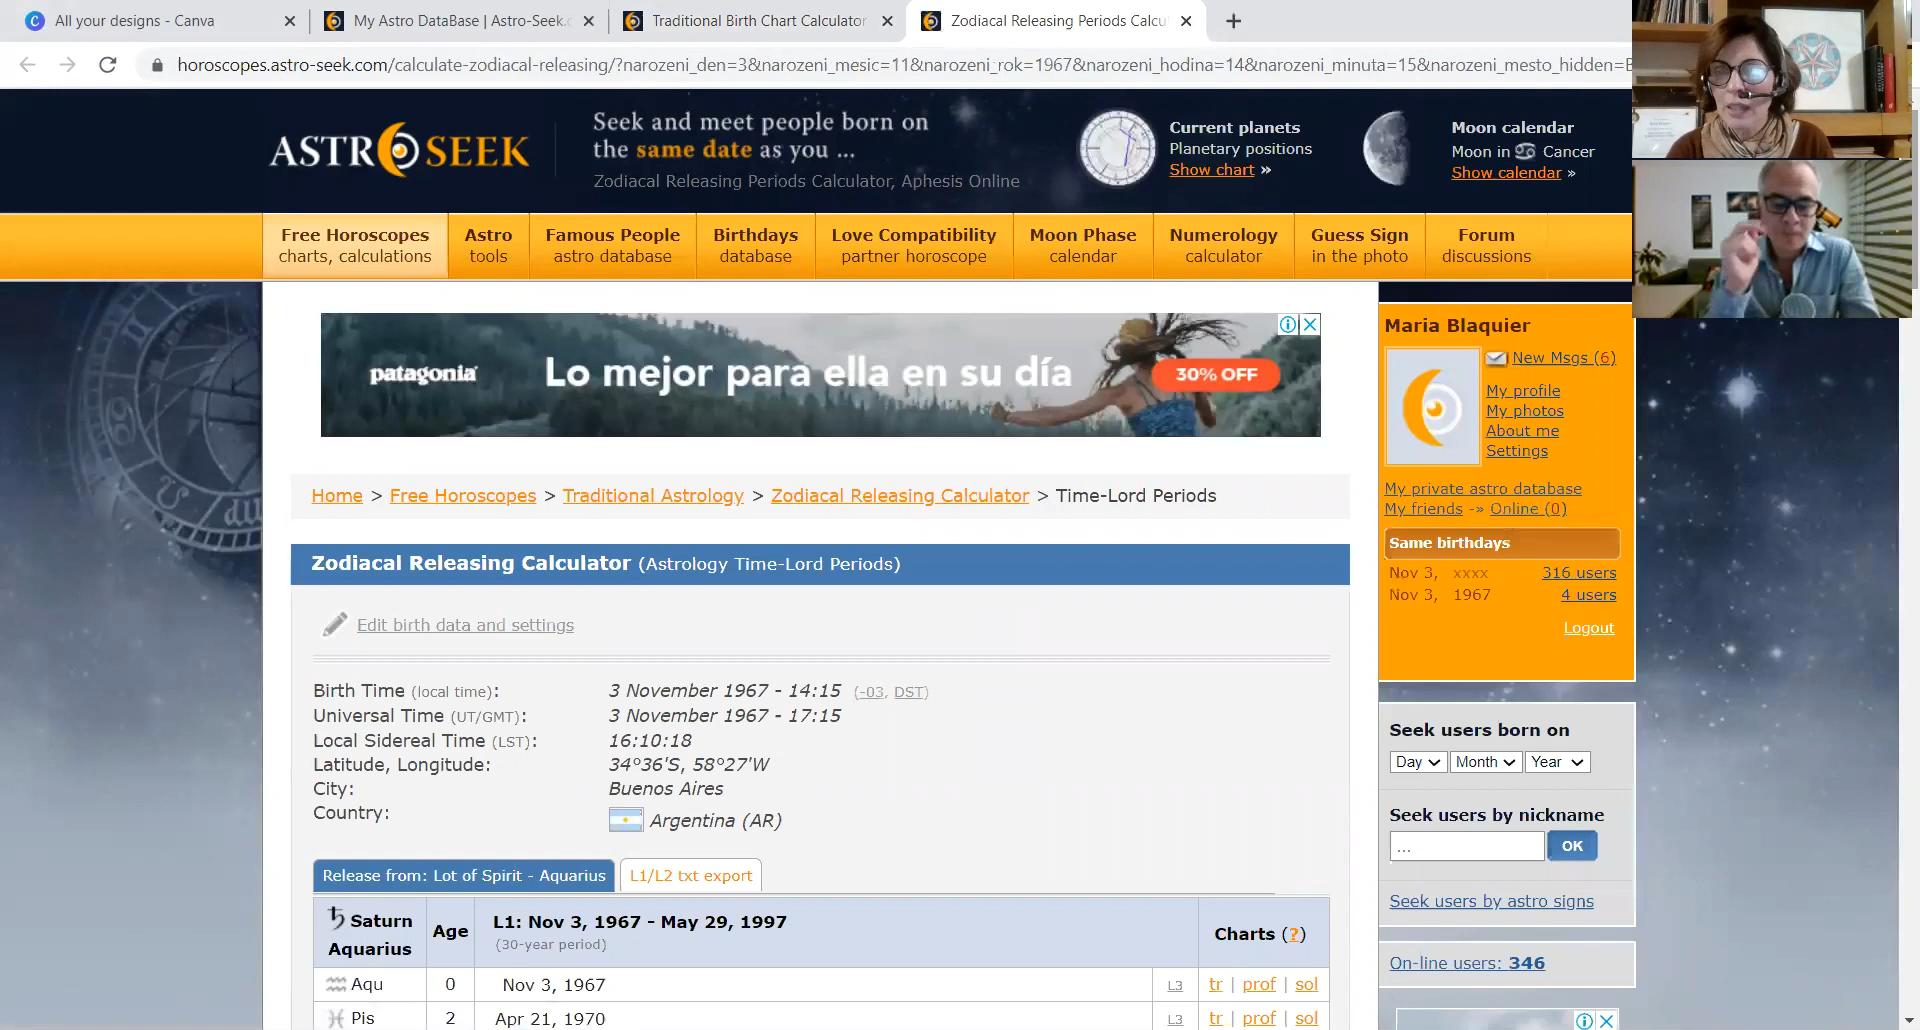 All your designs - Canva
My Astro DataBase | Astro-Seek.c
Traditional Birth Chart Calculator
Zodiacal Releasing Periods Calcu
horoscopes.astro-seek.com/calculate-zodiacal-releasing/?narozeni_den=3&narozeni_mesic=11&narozeni_rok=1967&narozeni_hodina=14&narozeni_minuta=15&narozeni_mesto_hidden=B
ASTROSEEK
Seek and meet people born on
the same date as you ...
Zodiacal Releasing Periods Calculator, Aphesis Online
Current planets
Planetary positions
Show chart »
Moon calendar
Moon in Cancer
Show calendar »
Free Horoscopes
charts, calculations
Astro
tools
Famous People
astro database
Birthdays
database
Love Compatibility
partner horoscope
Moon Phase
calendar
Numerology
calculator
Guess Sign
in the photo
Forum
discussions
patagonia
Lo mejor para ella en su día
30% OFF
Home > Free Horoscopes > Traditional Astrology > Zodiacal Releasing Calculator > Time-Lord Periods
Zodiacal Releasing Calculator (Astrology Time-Lord Periods)
Edit birth data and settings
Birth Time (local time): 3 November 1967 - 14:15 (-03, DST)
Universal Time (UT/GMT): 3 November 1967 - 17:15
Local Sidereal Time (LST): 16:10:18
Latitude, Longitude: 34°36'S, 58°27'W
City: Buenos Aires
Country: Argentina (AR)
Release from: Lot of Spirit - Aquarius
L1/L2 txt export
♄ Saturn
Aquarius
Age
L1: Nov 3, 1967 - May 29, 1997
(30-year period)
Charts (?)
♒ Aqu 0 Nov 3, 1967 L3 tr | prof | sol
♓ Pis 2 Apr 21, 1970 L3 tr | prof | sol
Maria Blaquier
New Msgs (6)
My profile
My photos
About me
Settings
My private astro database
My friends -» Online (0)
Same birthdays
Nov 3, xxxx 316 users
Nov 3, 1967 4 users
Logout
Seek users born on
Day Month Year
Seek users by nickname
... OK
Seek users by astro signs
On-line users: 346